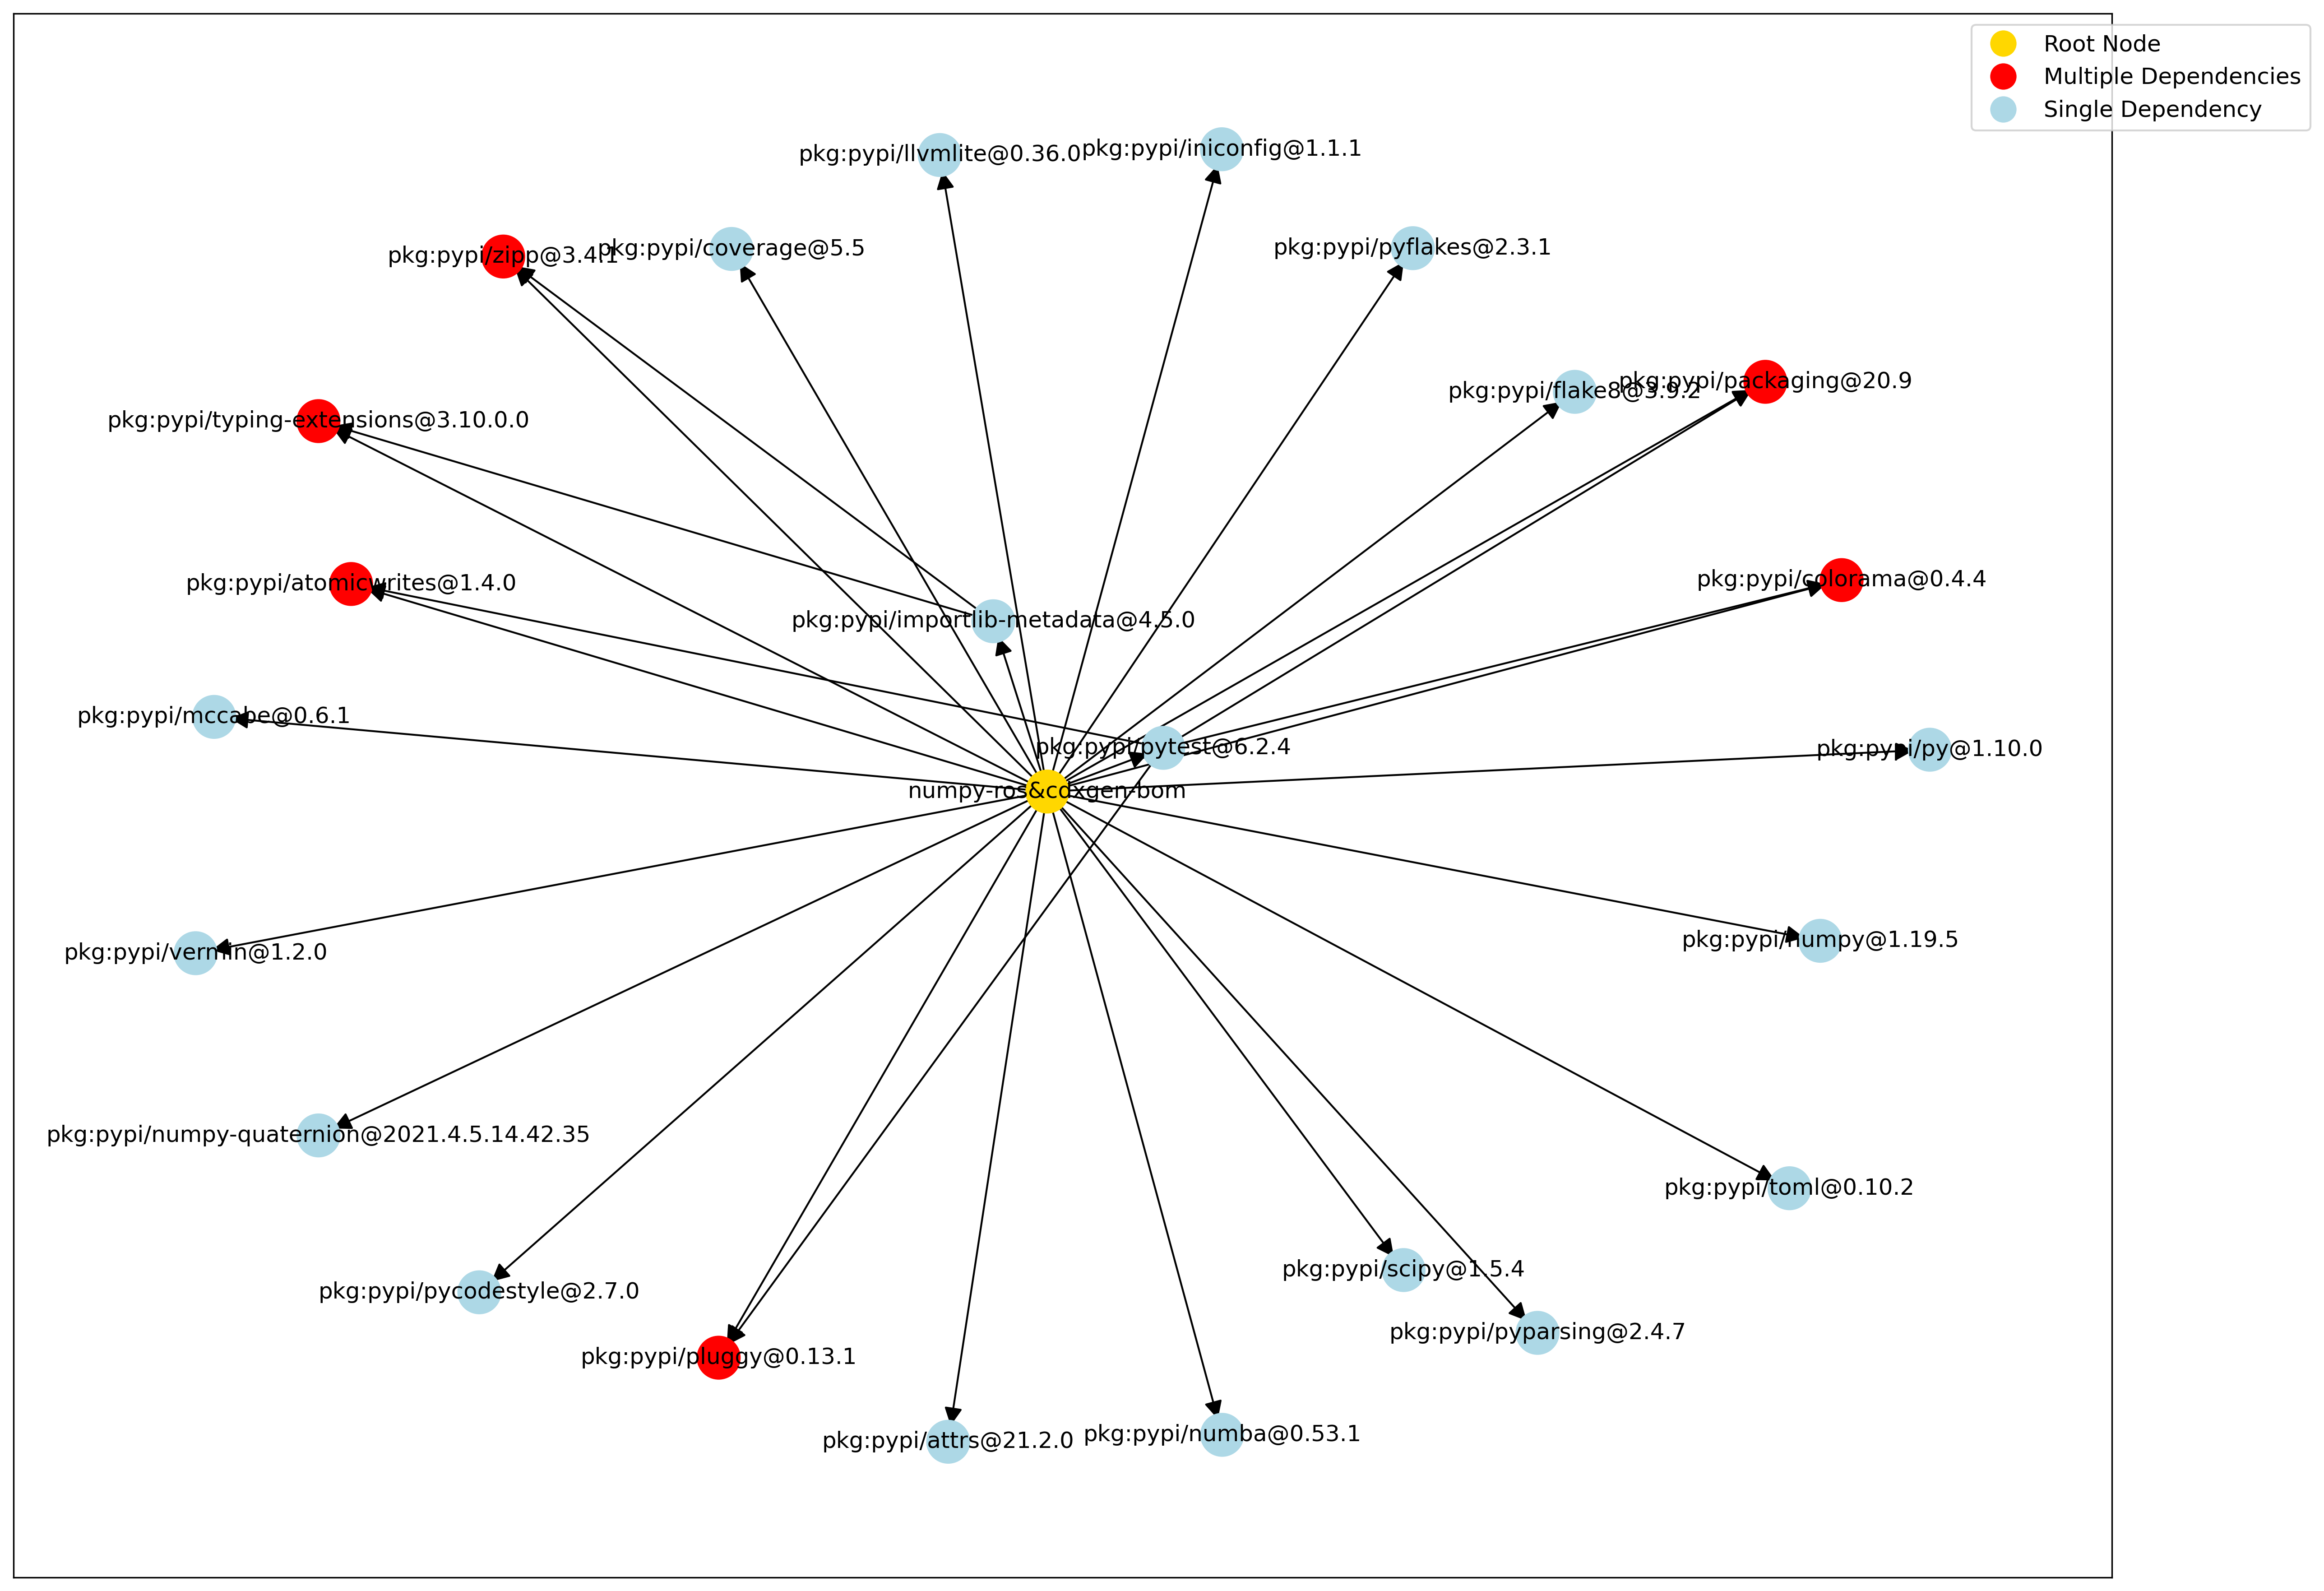 Root Node
Multiple Dependencies
Single Dependency
pkg:pypi/llvmlite@0.36.0
pkg:pypi/iniconfig@1.1.1
pkg:pypi/zipp@3.4.1
pkg:pypi/coverage@5.5
pkg:pypi/pyflakes@2.3.1
pkg:pypi/flake8@3.9.2
pkg:pypi/packaging@20.9
pkg:pypi/typing-extensions@3.10.0.0
pkg:pypi/atomicwrites@1.4.0
pkg:pypi/colorama@0.4.4
pkg:pypi/importlib-metadata@4.5.0
pkg:pypi/mccabe@0.6.1
pkg:pypi/pytest@6.2.4
pkg:pypi/py@1.10.0
numpy-ros&cdxgen-bom
pkg:pypi/vermin@1.2.0
pkg:pypi/numpy@1.19.5
pkg:pypi/numpy-quaternion@2021.4.5.14.42.35
pkg:pypi/toml@0.10.2
pkg:pypi/scipy@1.5.4
pkg:pypi/pycodestyle@2.7.0
pkg:pypi/pyparsing@2.4.7
pkg:pypi/pluggy@0.13.1
pkg:pypi/attrs@21.2.0
pkg:pypi/numba@0.53.1